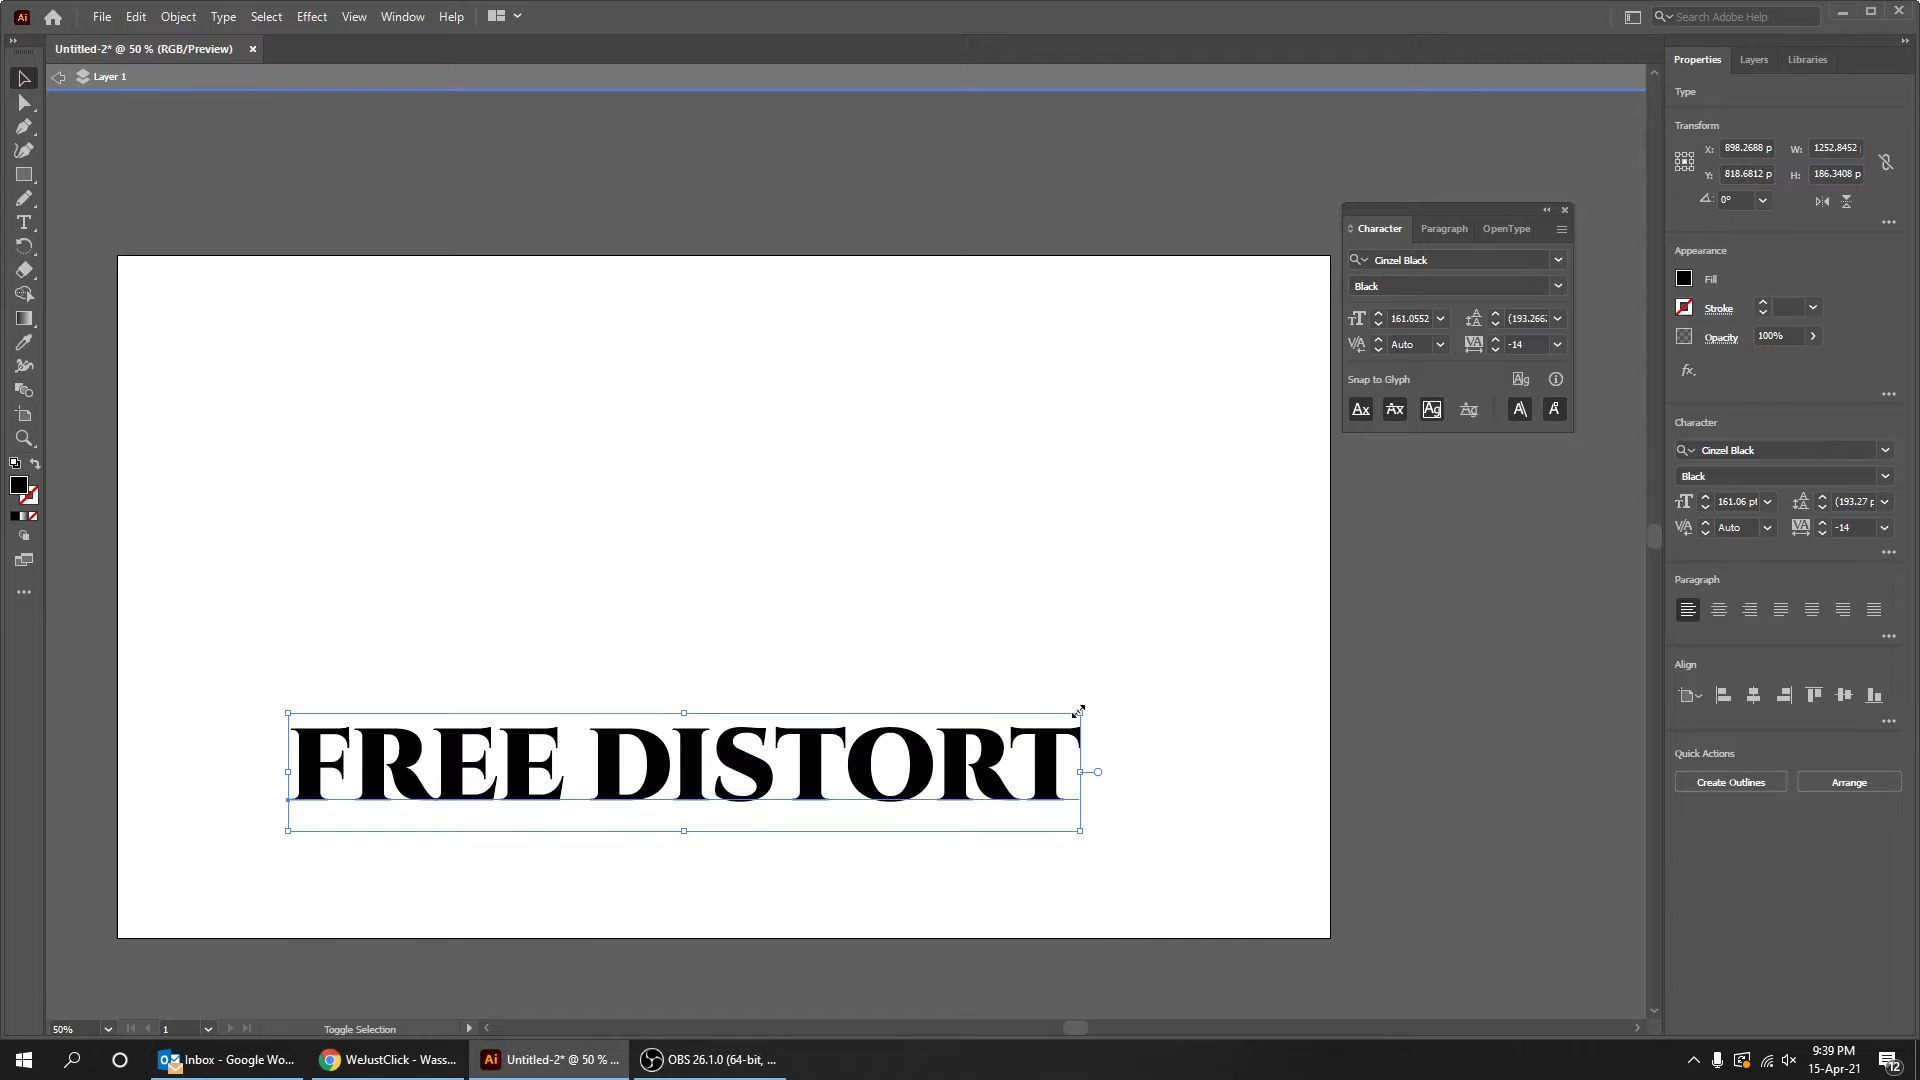 Ai File Edit Object Type Select Effect View Window Help Search Adobe Help
Untitled-2* @ 50 % (RGB/Preview)
Layer 1
Properties Layers Libraries
Type
Transform
X: 898.2688 p W: 1252.8452
Y: 818.6812 p H: 186.3408 p
0°
Appearance
Fill
Stroke
Opacity 100%
fx.
Character
Cinzel Black
Black
161.06 pt (193.27 p
Auto -14
Paragraph
Align
Quick Actions
Create Outlines Arrange
Character Paragraph OpenType
Cinzel Black
Black
161.0552 (193.266
Auto -14
Snap to Glyph
FREE DISTORT
50% 1 Toggle Selection
Inbox - Google Wo... WeJustClick - Wass... Ai Untitled-2* @ 50 % ... OBS 26.1.0 (64-bit, ...
9:39 PM
15-Apr-21
12